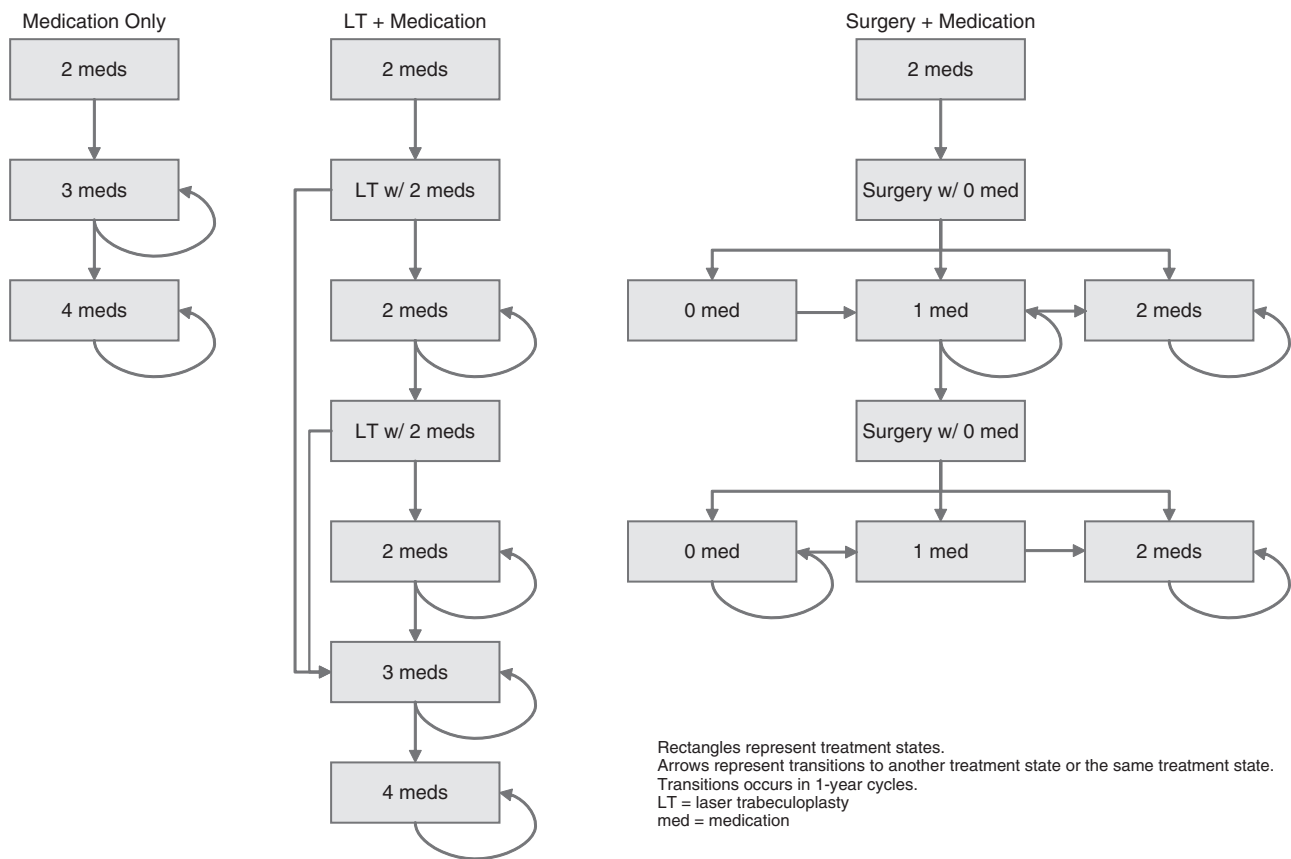 Medication Only
2 meds
3 meds
4 meds
LT + Medication
2 meds
LT w/ 2 meds
2 meds
LT w/ 2 meds
2 meds
3 meds
4 meds
Surgery + Medication
2 meds
Surgery w/ 0 med
0 med
1 med
2 meds
Surgery w/ 0 med
0 med
1 med
2 meds
Rectangles represent treatment states.
Arrows represent transitions to another treatment state or the same treatment state.
Transitions occurs in 1-year cycles.
LT = laser trabeculoplasty
med = medication